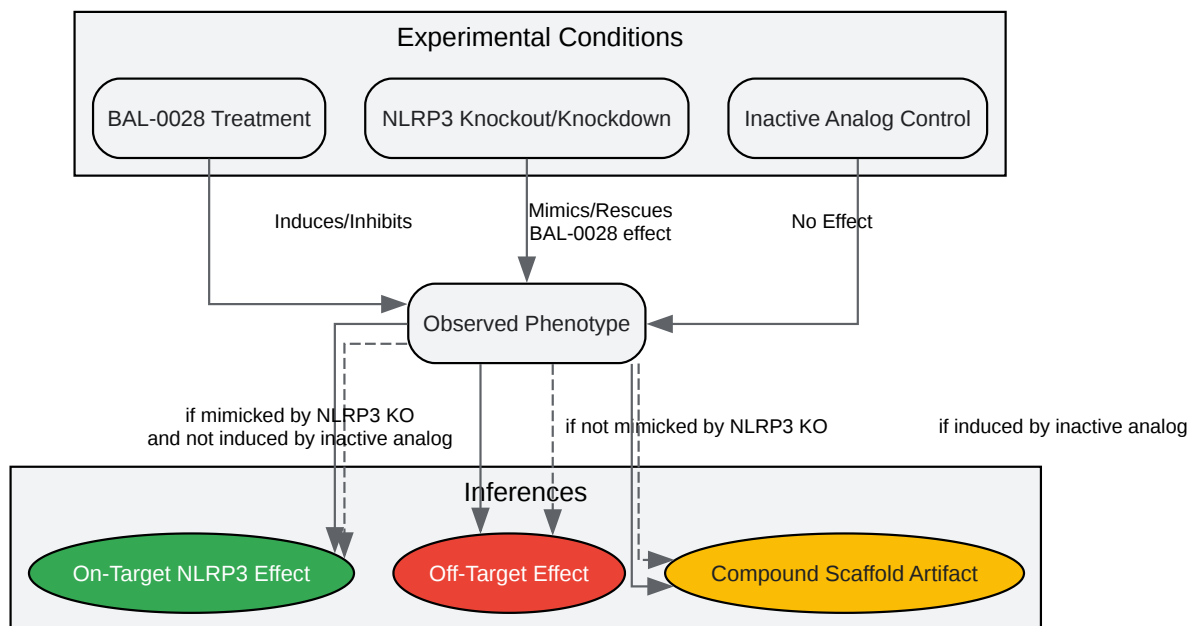 Experimental Conditions
BAL-0028 Treatment
NLRP3 Knockout/Knockdown
Inactive Analog Control
Induces/Inhibits
Mimics/Rescues
BAL-0028 effect
No Effect
Observed Phenotype
if mimicked by NLRP3 KO
and not induced by inactive analog
if not mimicked by NLRP3 KO
if induced by inactive analog
Inferences
On-Target NLRP3 Effect
Off-Target Effect
Compound Scaffold Artifact